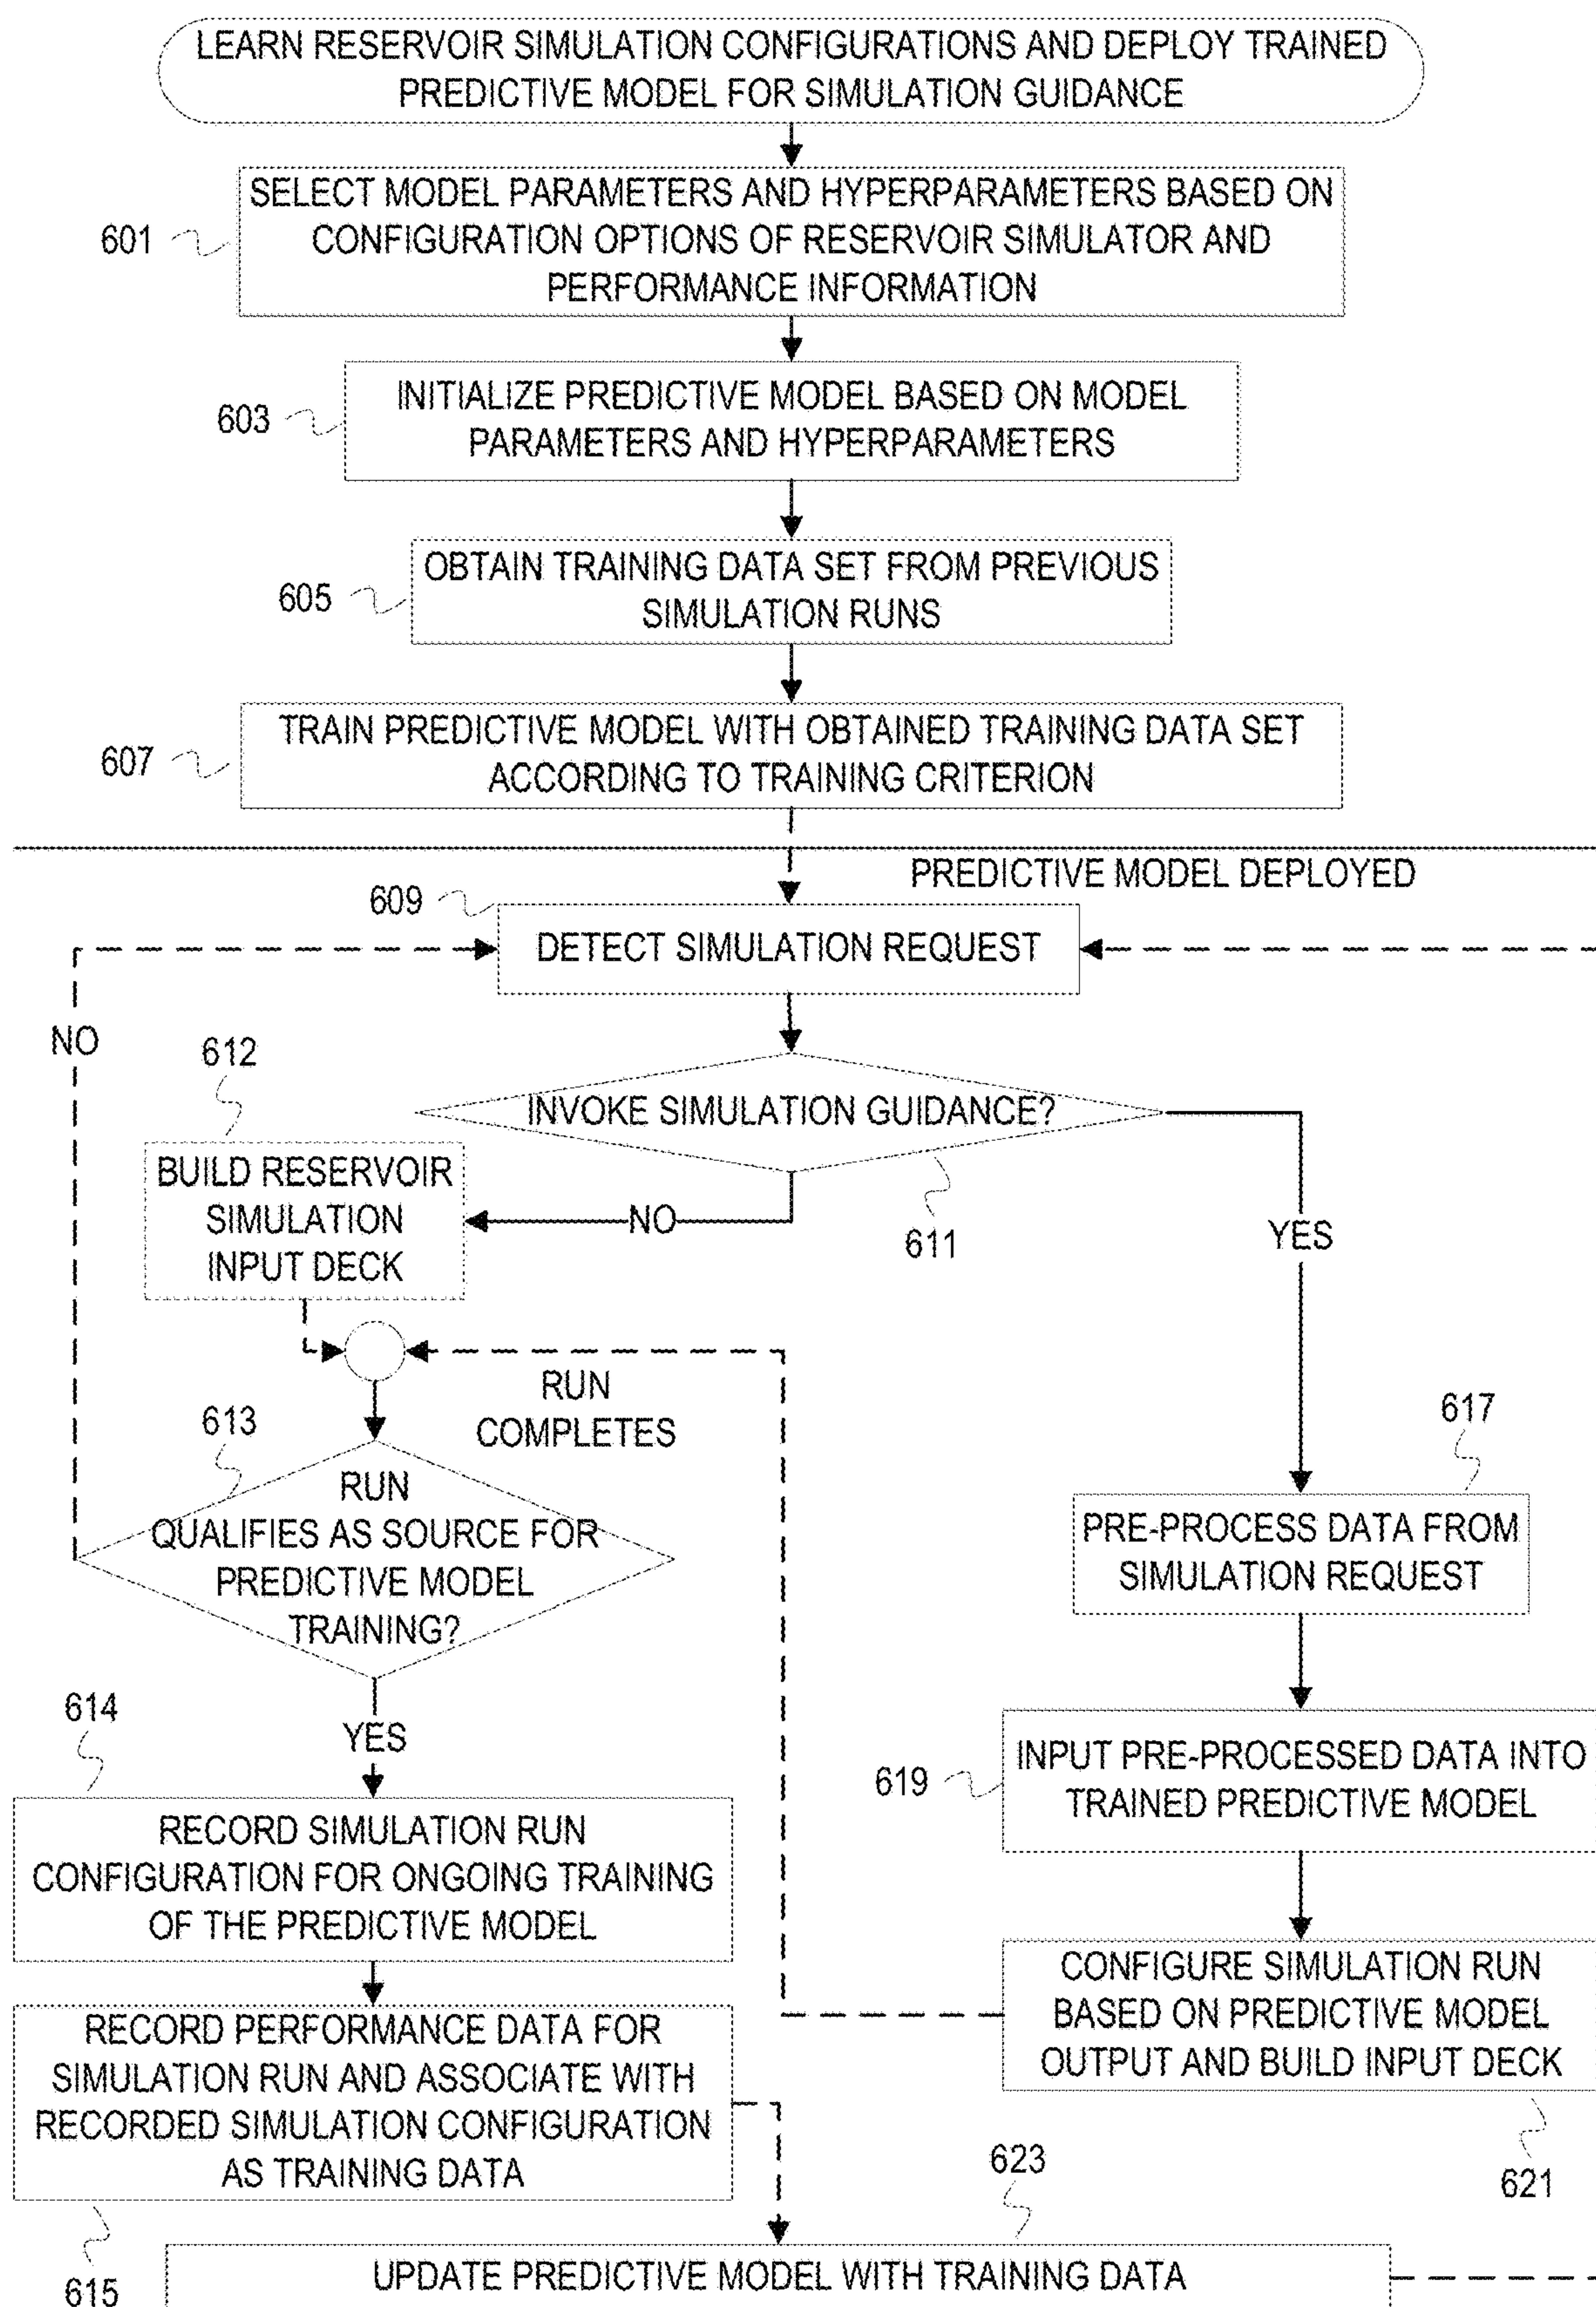 LEARN RESERVOIR SIMULATION CONFIGURATIONS AND DEPLOY TRAINED
PREDICTIVE MODEL FOR SIMULATION GUIDANCE
601
SELECT MODEL PARAMETERS AND HYPERPARAMETERS BASED ON
CONFIGURATION OPTIONS OF RESERVOIR SIMULATOR AND
PERFORMANCE INFORMATION
603
INITIALIZE PREDICTIVE MODEL BASED ON MODEL
PARAMETERS AND HYPERPARAMETERS
605
OBTAIN TRAINING DATA SET FROM PREVIOUS
SIMULATION RUNS
607
TRAIN PREDICTIVE MODEL WITH OBTAINED TRAINING DATA SET
ACCORDING TO TRAINING CRITERION
PREDICTIVE MODEL DEPLOYED
609
DETECT SIMULATION REQUEST
NO
612
INVOKE SIMULATION GUIDANCE?
611
BUILD RESERVOIR
SIMULATION
INPUT DECK
NO
YES
RUN
COMPLETES
613
RUN
QUALIFIES AS SOURCE FOR
PREDICTIVE MODEL
TRAINING?
617
PRE-PROCESS DATA FROM
SIMULATION REQUEST
YES
614
619
INPUT PRE-PROCESSED DATA INTO
TRAINED PREDICTIVE MODEL
RECORD SIMULATION RUN
CONFIGURATION FOR ONGOING TRAINING
OF THE PREDICTIVE MODEL
CONFIGURE SIMULATION RUN
BASED ON PREDICTIVE MODEL
OUTPUT AND BUILD INPUT DECK
621
RECORD PERFORMANCE DATA FOR
SIMULATION RUN AND ASSOCIATE WITH
RECORDED SIMULATION CONFIGURATION
AS TRAINING DATA
615
623
UPDATE PREDICTIVE MODEL WITH TRAINING DATA